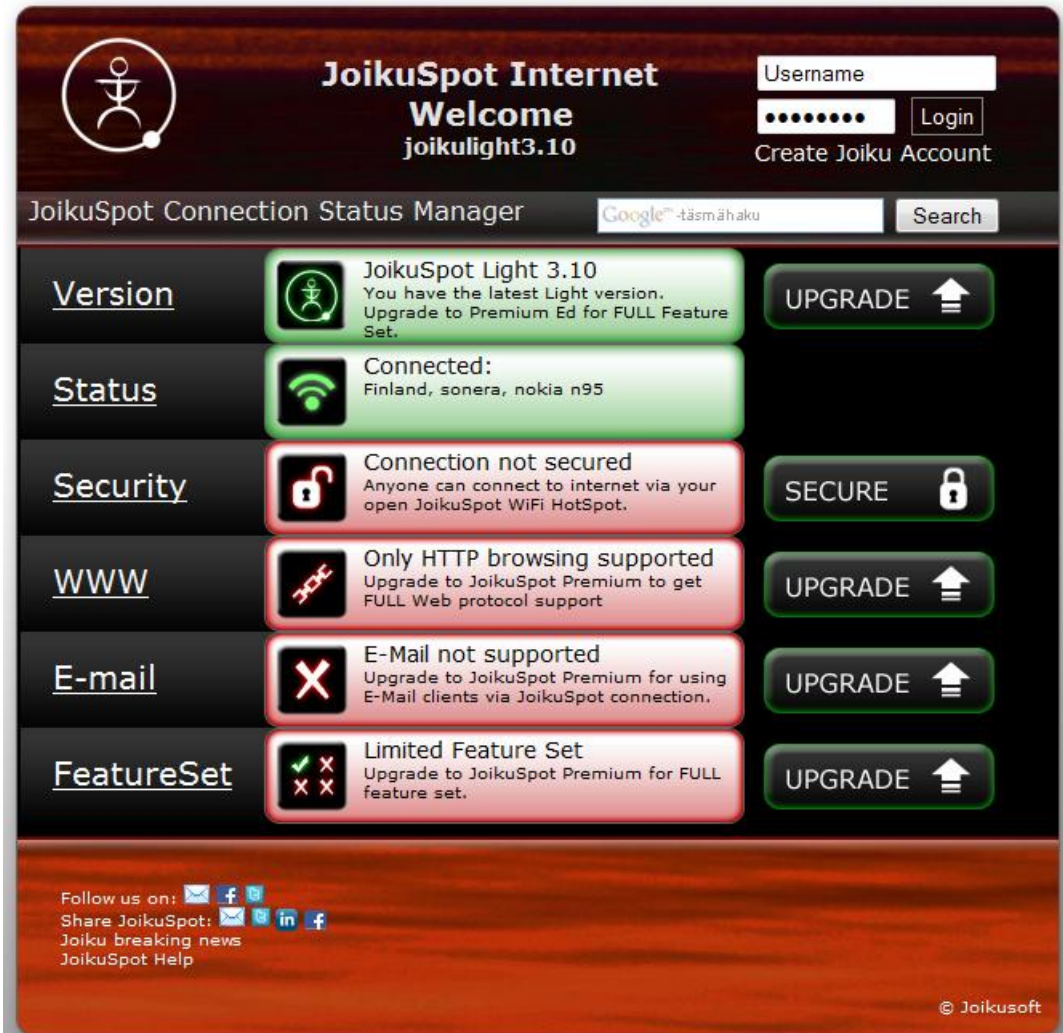 JoikuSpot Internet
Welcome
joikulight3.10
Username
Login
Create Joiku Account
JoikuSpot Connection Status Manager
Google™ -täsmähaku
Search
Version
JoikuSpot Light 3.10
You have the latest Light version.
Upgrade to Premium Ed for FULL Feature
Set.
UPGRADE
Status
Connected:
Finland, sonera, nokia n95
Security
Connection not secured
Anyone can connect to internet via your
open JoikuSpot WiFi HotSpot.
SECURE
WWW
Only HTTP browsing supported
Upgrade to JoikuSpot Premium to get
FULL Web protocol support
UPGRADE
E-mail
E-Mail not supported
Upgrade to JoikuSpot Premium for using
E-Mail clients via JoikuSpot connection.
UPGRADE
FeatureSet
Limited Feature Set
Upgrade to JoikuSpot Premium for FULL
feature set.
UPGRADE
Follow us on:
Share JoikuSpot:
Joiku breaking news
JoikuSpot Help
© Joikusoft